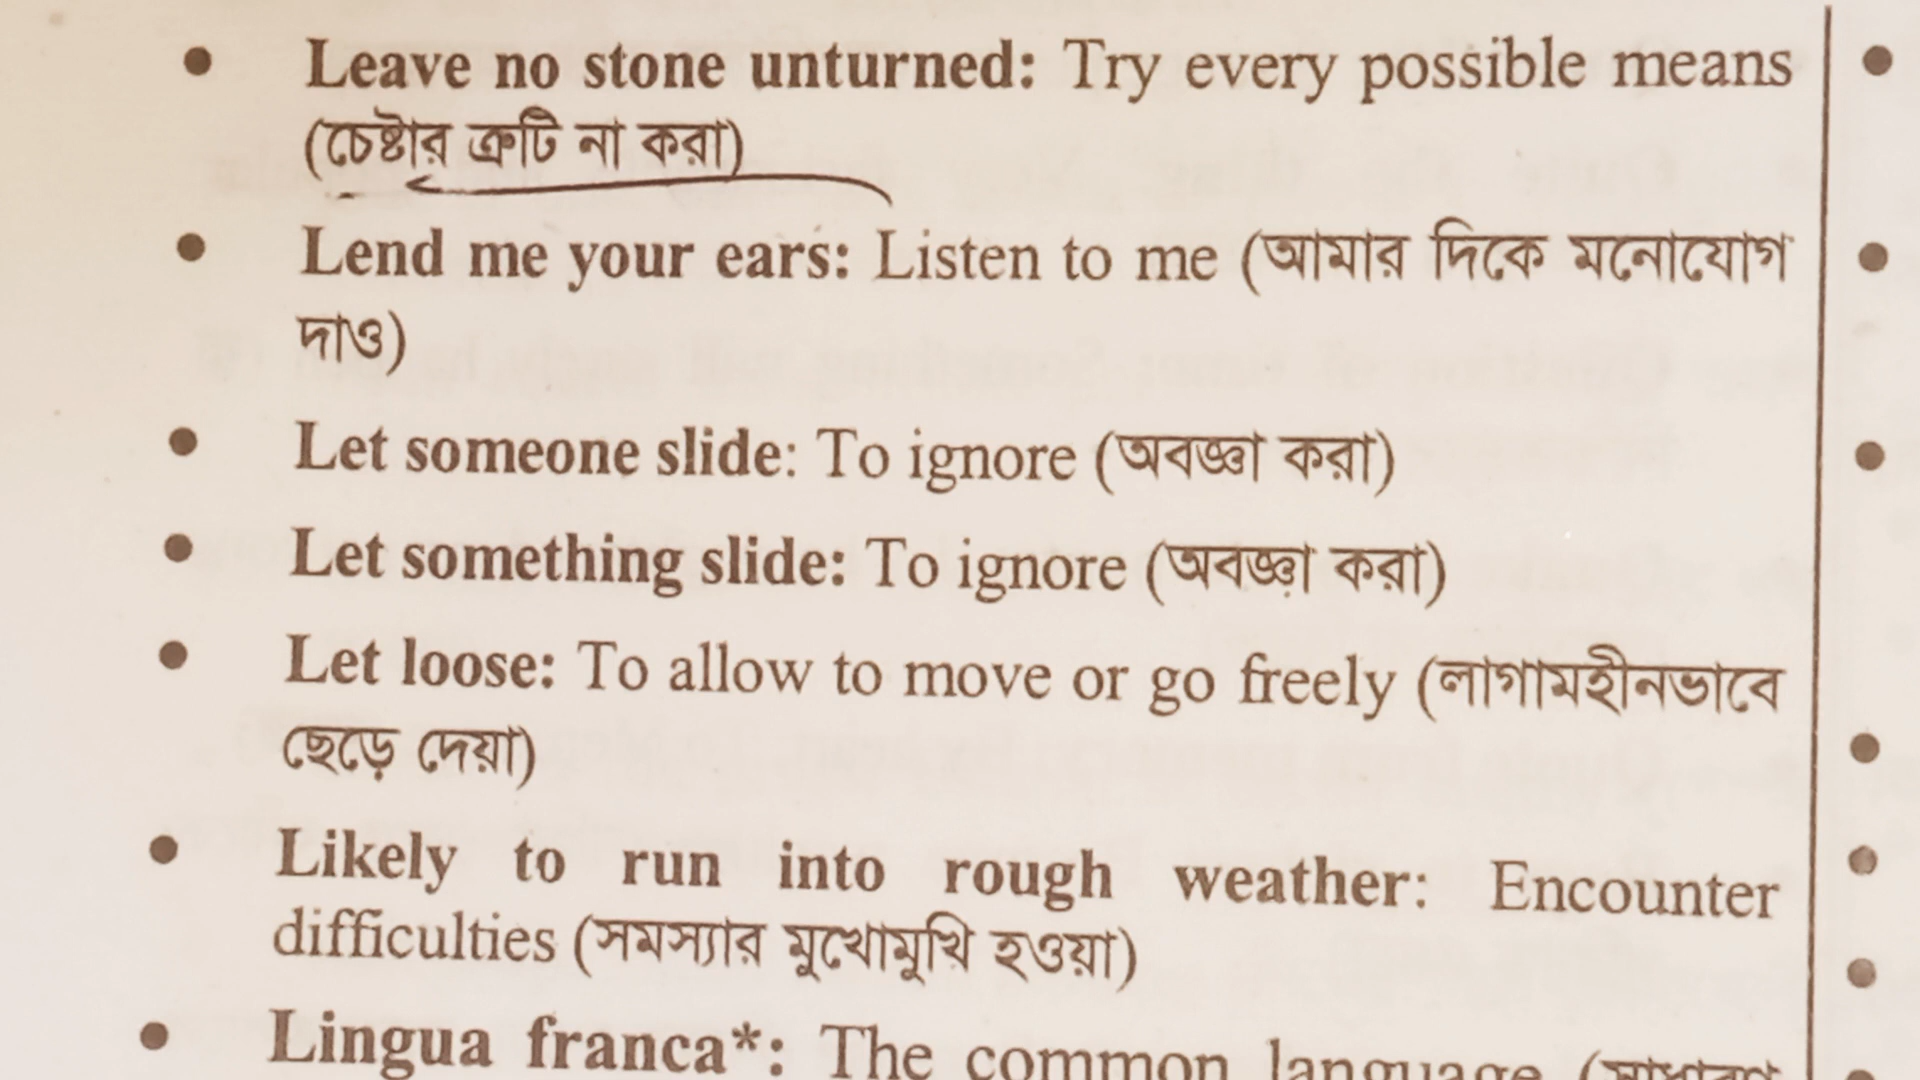 • Leave no stone unturned: Try every possible means
(চেষ্টার ত্রুটি না করা)
• Lend me your ears: Listen to me (আমার দিকে মনোযোগ
দাও)
• Let someone slide: To ignore (অবজ্ঞা করা)
• Let something slide: To ignore (অবজ্ঞা করা)
• Let loose: To allow to move or go freely (লাগামহীনভাবে
ছেড়ে দেয়া)
• Likely to run into rough weather: Encounter
difficulties (সমস্যার মুখোমুখি হওয়া)
• Lingua franca*: The common language (সাধারণ